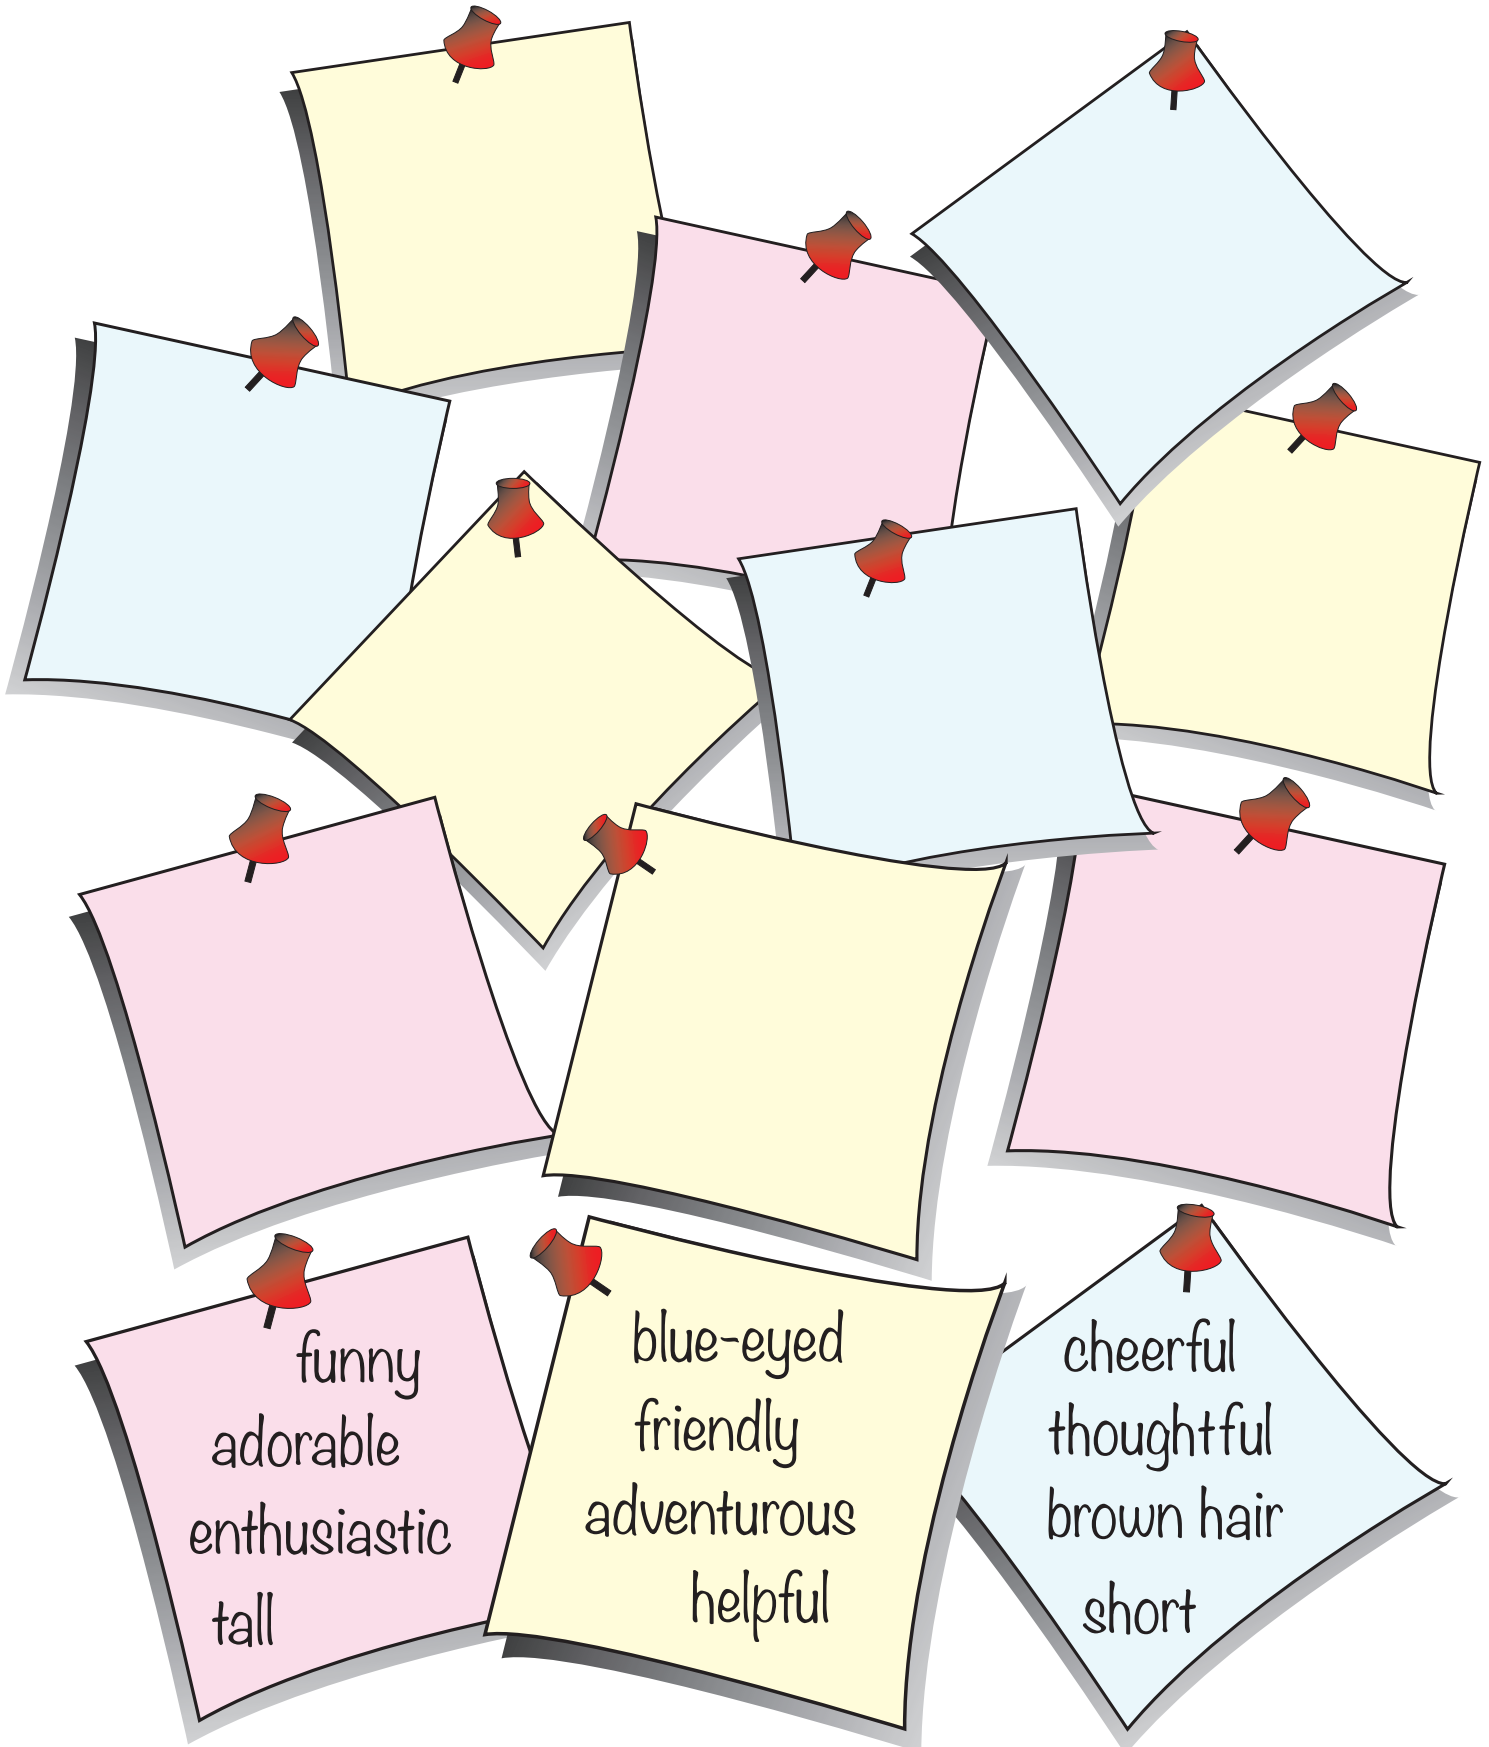 funny
adorable
enthusiastic
tall
blue-eyed
friendly
adventurous
helpful
cheerful
thoughtful
brown hair
short